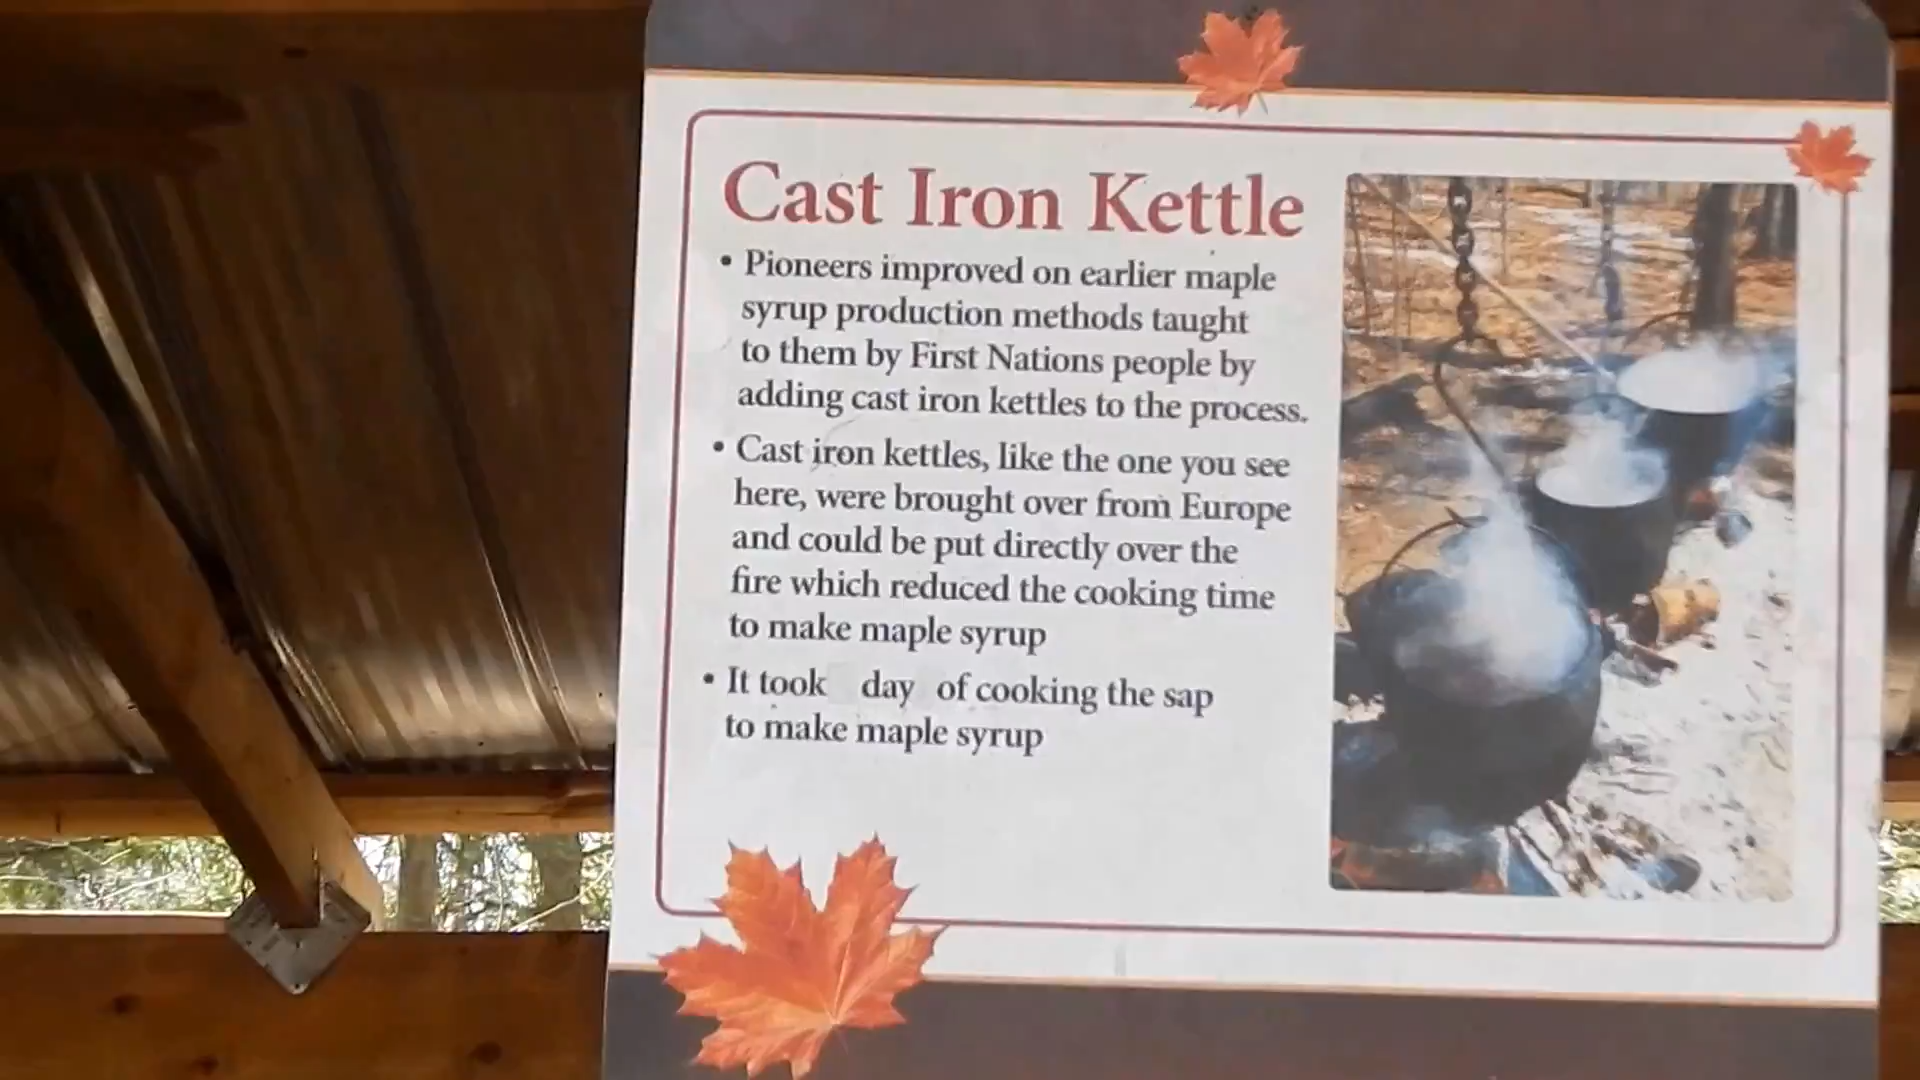 Cast Iron Kettle
• Pioneers improved on earlier maple
syrup production methods taught
to them by First Nations people by
adding cast iron kettles to the process.
• Cast iron kettles, like the one you see
here, were brought over from Europe
and could be put directly over the
fire which reduced the cooking time
to make maple syrup
• It took day of cooking the sap
to make maple syrup